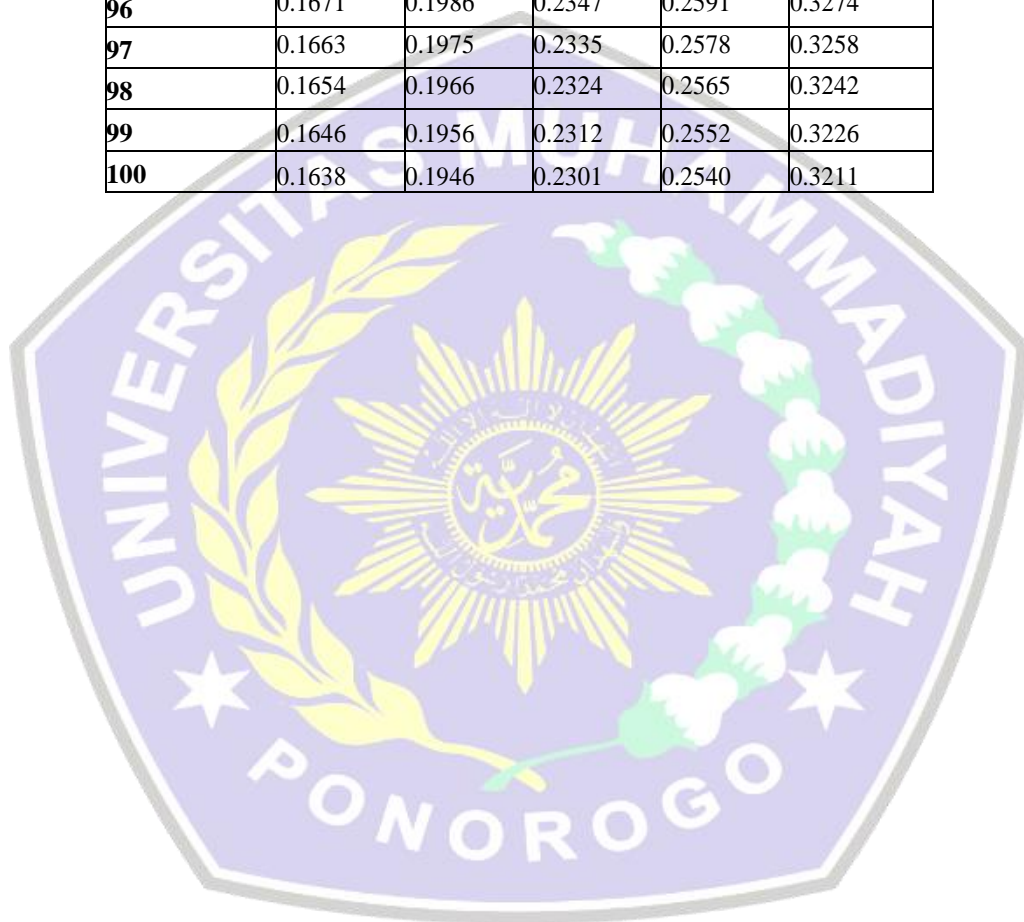 96 0.1671 0.1986 0.2347 0.2591 0.3274
97 0.1663 0.1975 0.2335 0.2578 0.3258
98 0.1654 0.1966 0.2324 0.2565 0.3242
99 0.1646 0.1956 0.2312 0.2552 0.3226
100 0.1638 0.1946 0.2301 0.2540 0.3211
UNIVERSITAS MUHAMMADIYAH
محمدية
PONOROGO